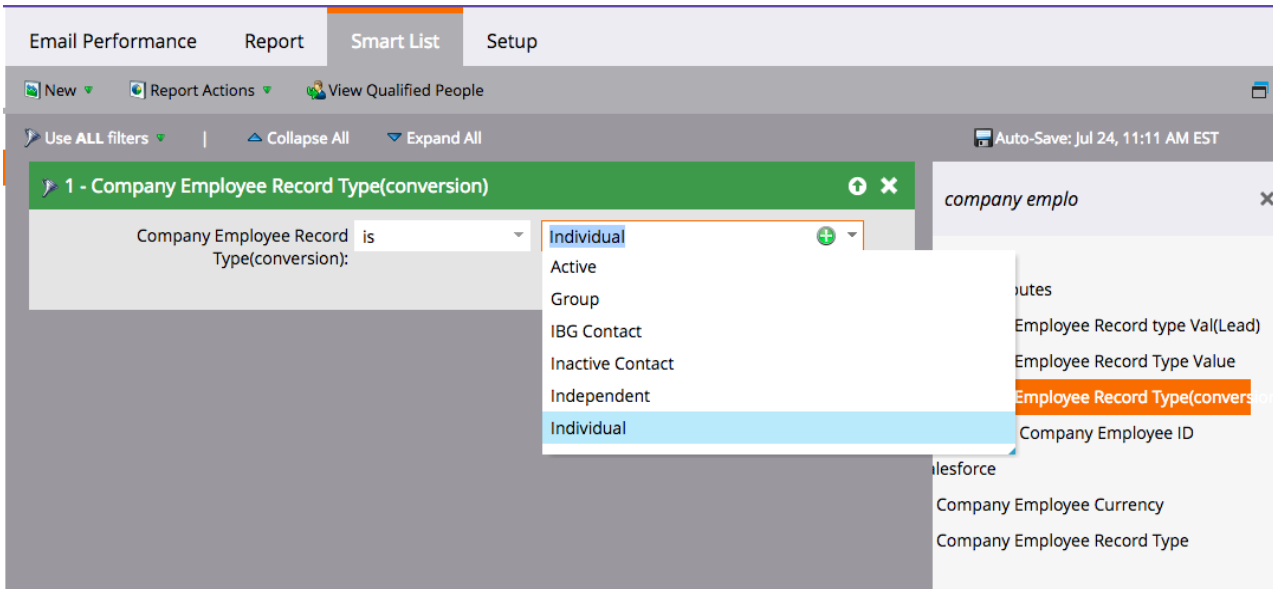 Email Performance Report Smart List Setup
New Report Actions View Qualified People
Use ALL filters | Collapse All Expand All Auto-Save: Jul 24, 11:11 AM EST
1 - Company Employee Record Type(conversion)
company emplo
Company Employee Record is Individual
Type(conversion):
Active
Group
IBG Contact
Inactive Contact
Independent
Individual
Employee Record type Val(Lead)
Employee Record Type Value
Employee Record Type(convers
Company Employee ID
Company Employee Currency
Company Employee Record Type